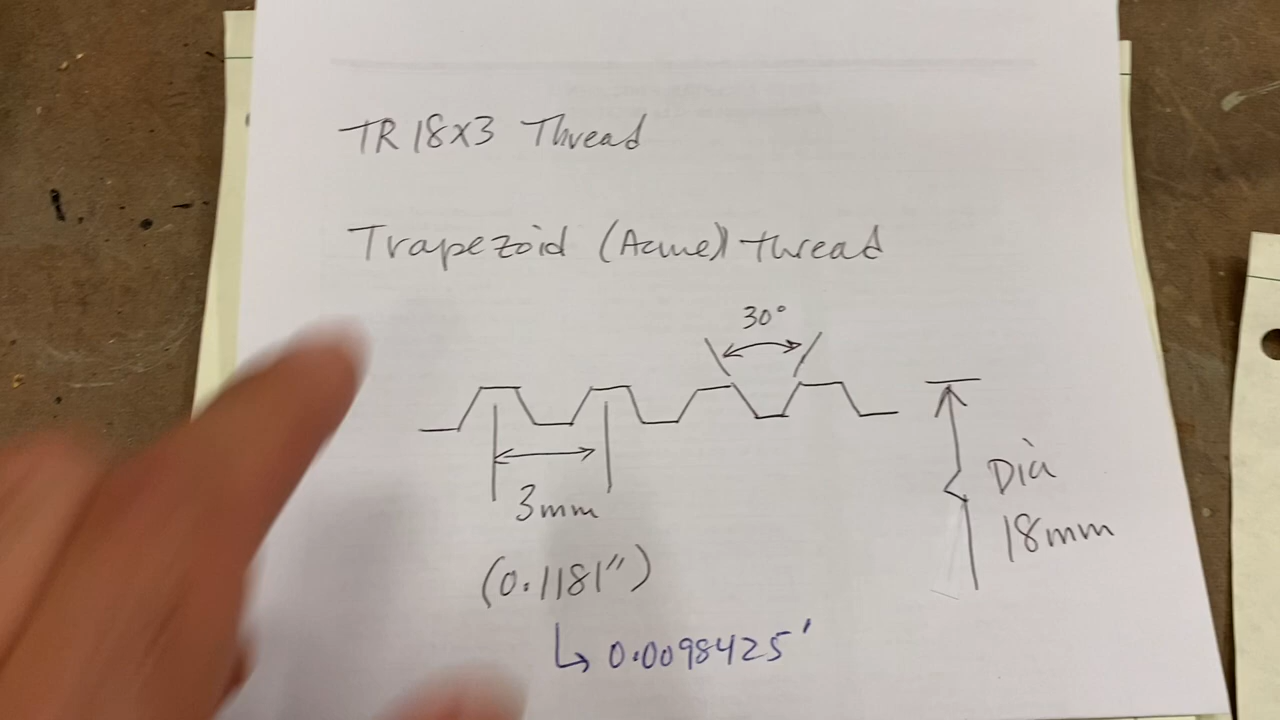 TR 18x3 Thread
Trapezoid (Acme) thread
30°
3mm
(0.1181")
↳ 0.0098425'
Dia
18mm